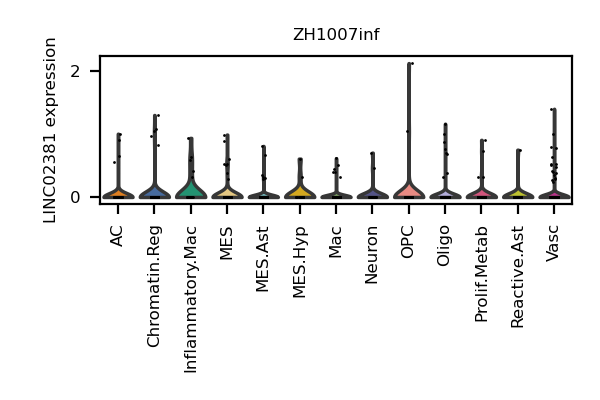 ZH1007inf
LINC02381 expression
2
0
AC
Chromatin.Reg
Inflammatory.Mac
MES
MES.Ast
MES.Hyp
Mac
Neuron
OPC
Oligo
Prolif.Metab
Reactive.Ast
Vasc